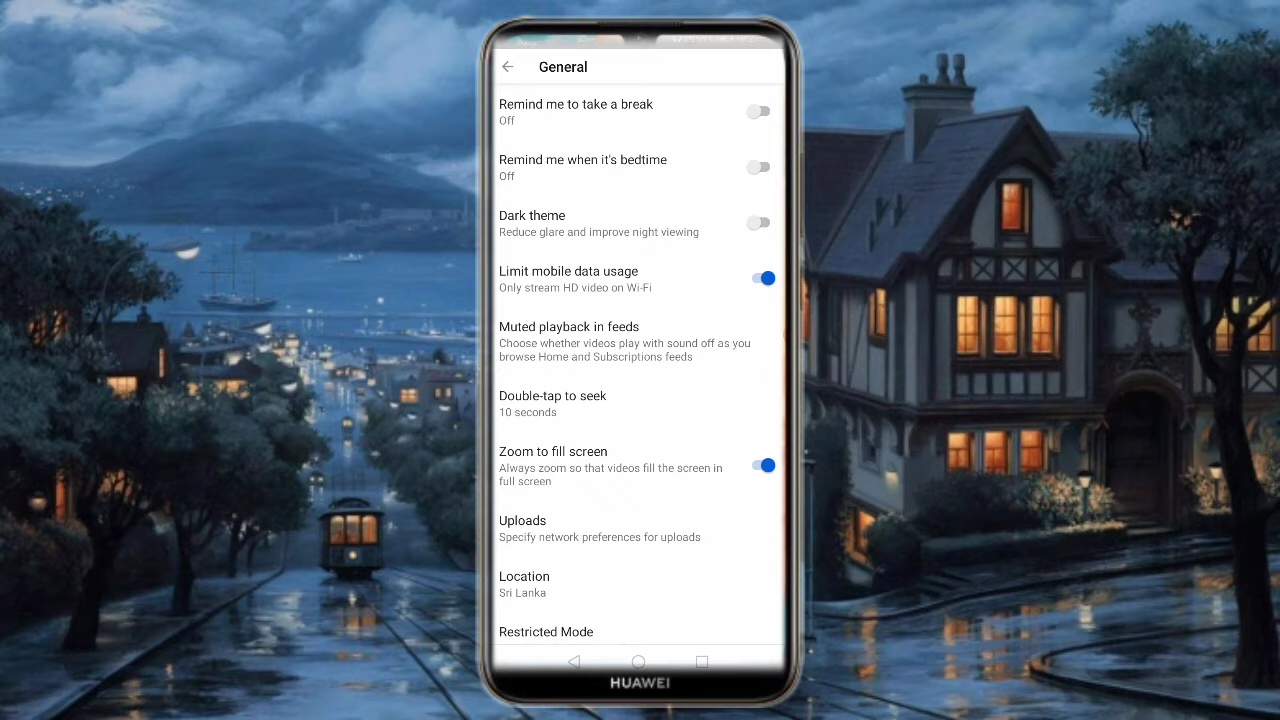 General
Remind me to take a break
Off
Remind me when it's bedtime
Off
Dark theme
Reduce glare and improve night viewing
Limit mobile data usage
Only stream HD video on Wi-Fi
Muted playback in feeds
Choose whether videos play with sound off as you
browse Home and Subscriptions feeds
Double-tap to seek
10 seconds
Zoom to fill screen
Always zoom so that videos fill the screen in
full screen
Uploads
Specify network preferences for uploads
Location
Sri Lanka
Restricted Mode
HUAWEI